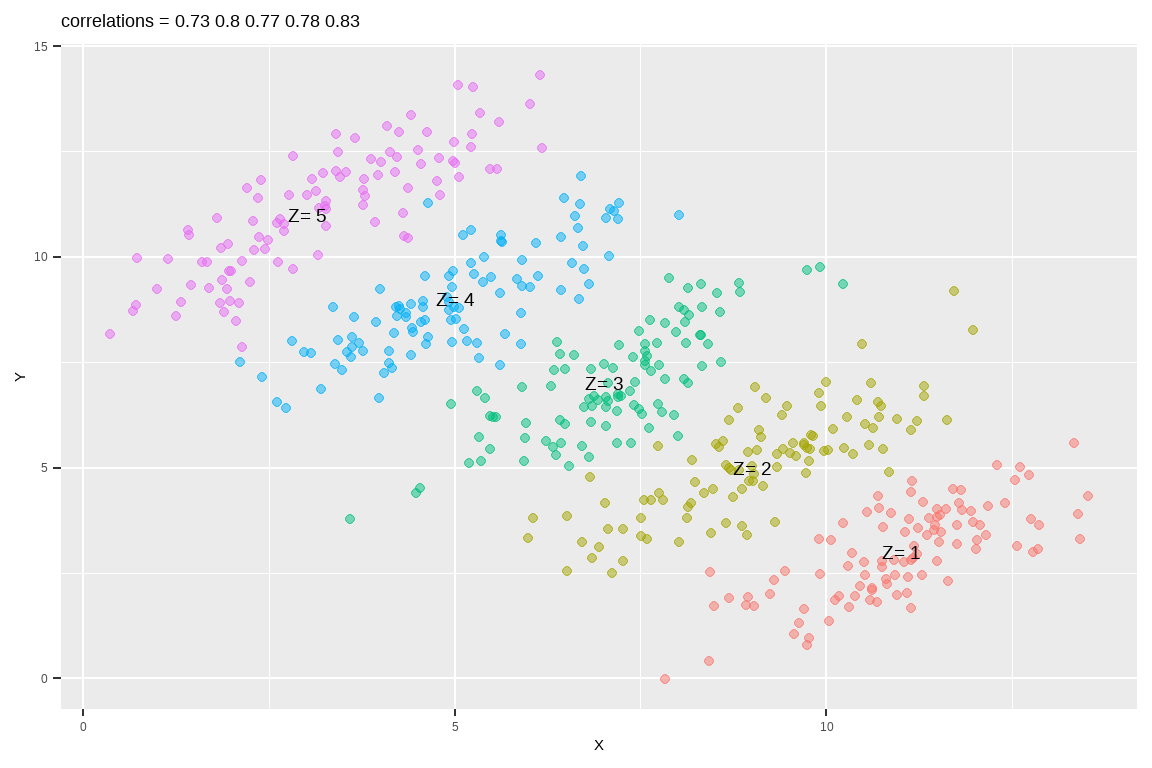 correlations = 0.73 0.8 0.77 0.78 0.83
15
Z= 5
10
Z= 4
Y
Z= 3
5
Z= 2
Z= 1
0
0 5 10
X